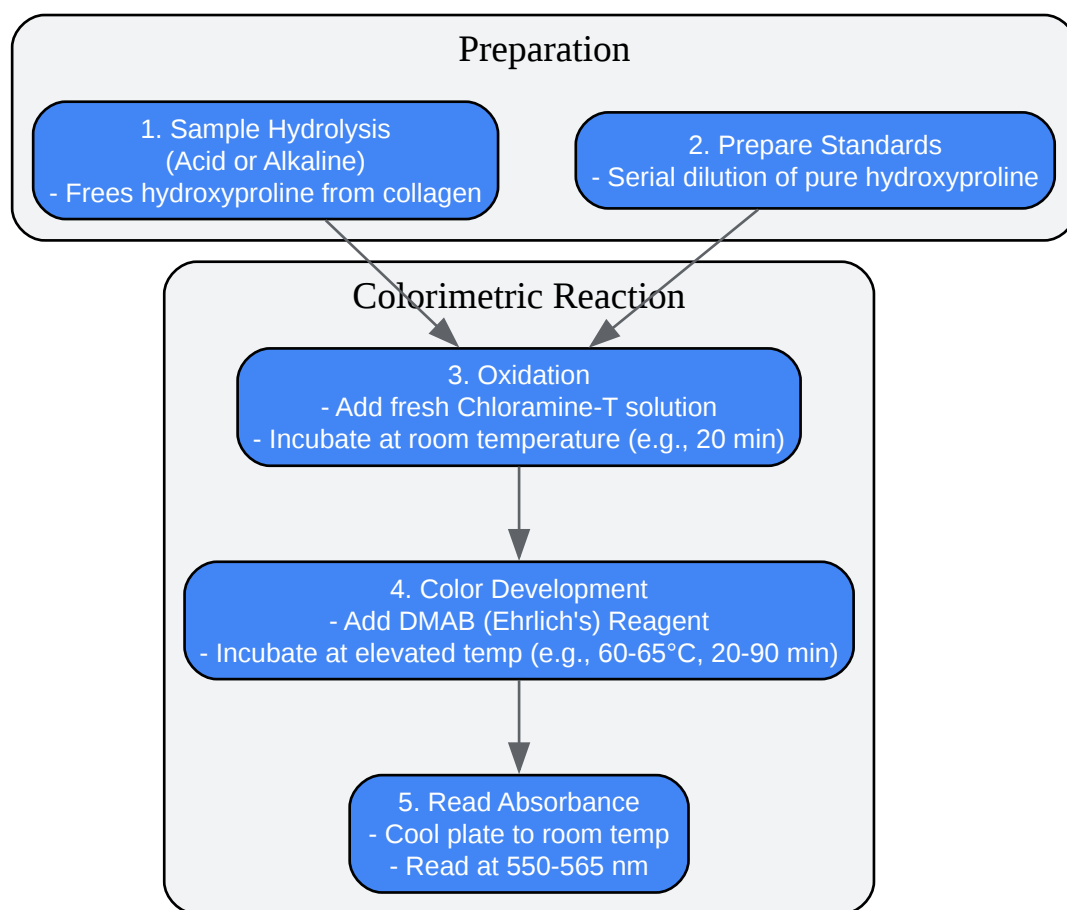 Preparation
1. Sample Hydrolysis
(Acid or Alkaline)
- Frees hydroxyproline from collagen
2. Prepare Standards
- Serial dilution of pure hydroxyproline
Colorimetric Reaction
3. Oxidation
- Add fresh Chloramine-T solution
- Incubate at room temperature (e.g., 20 min)
4. Color Development
- Add DMAB (Ehrlich's) Reagent
- Incubate at elevated temp (e.g., 60-65°C, 20-90 min)
5. Read Absorbance
- Cool plate to room temp
- Read at 550-565 nm